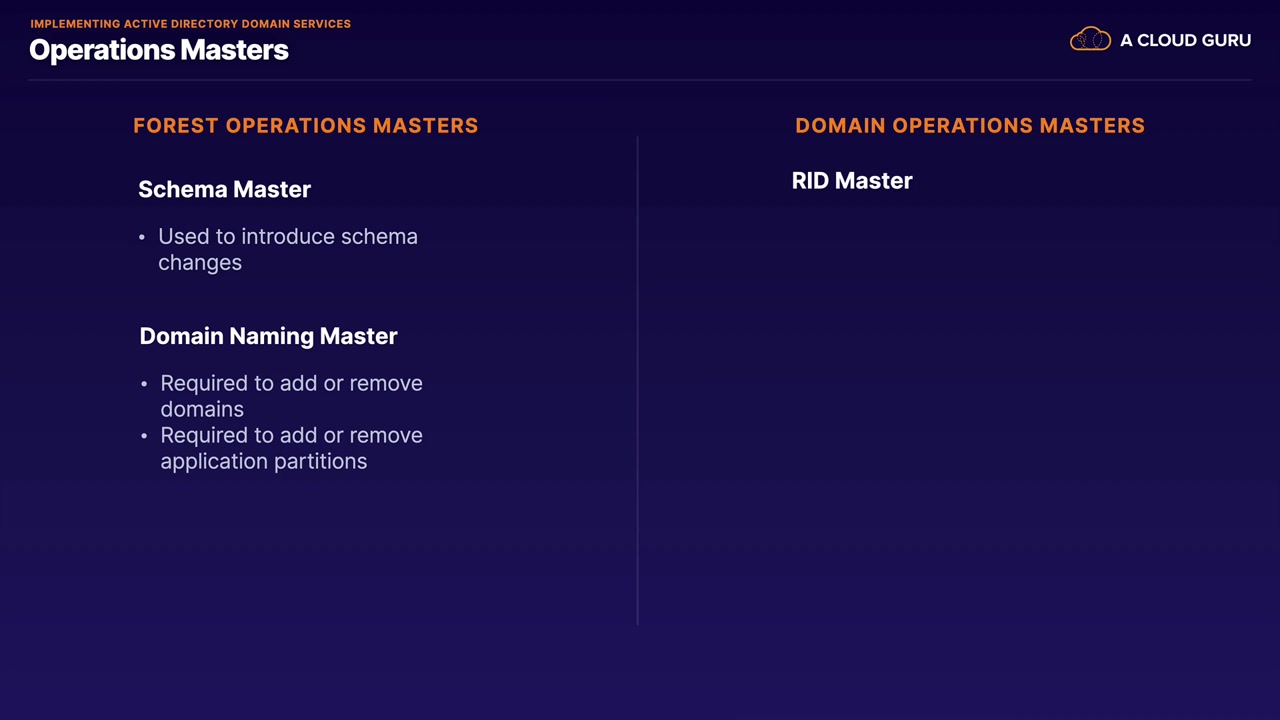 IMPLEMENTING ACTIVE DIRECTORY DOMAIN SERVICES
Operations Masters
A CLOUD GURU
FOREST OPERATIONS MASTERS
Schema Master
• Used to introduce schema
changes
Domain Naming Master
• Required to add or remove
domains
• Required to add or remove
application partitions
DOMAIN OPERATIONS MASTERS
RID Master